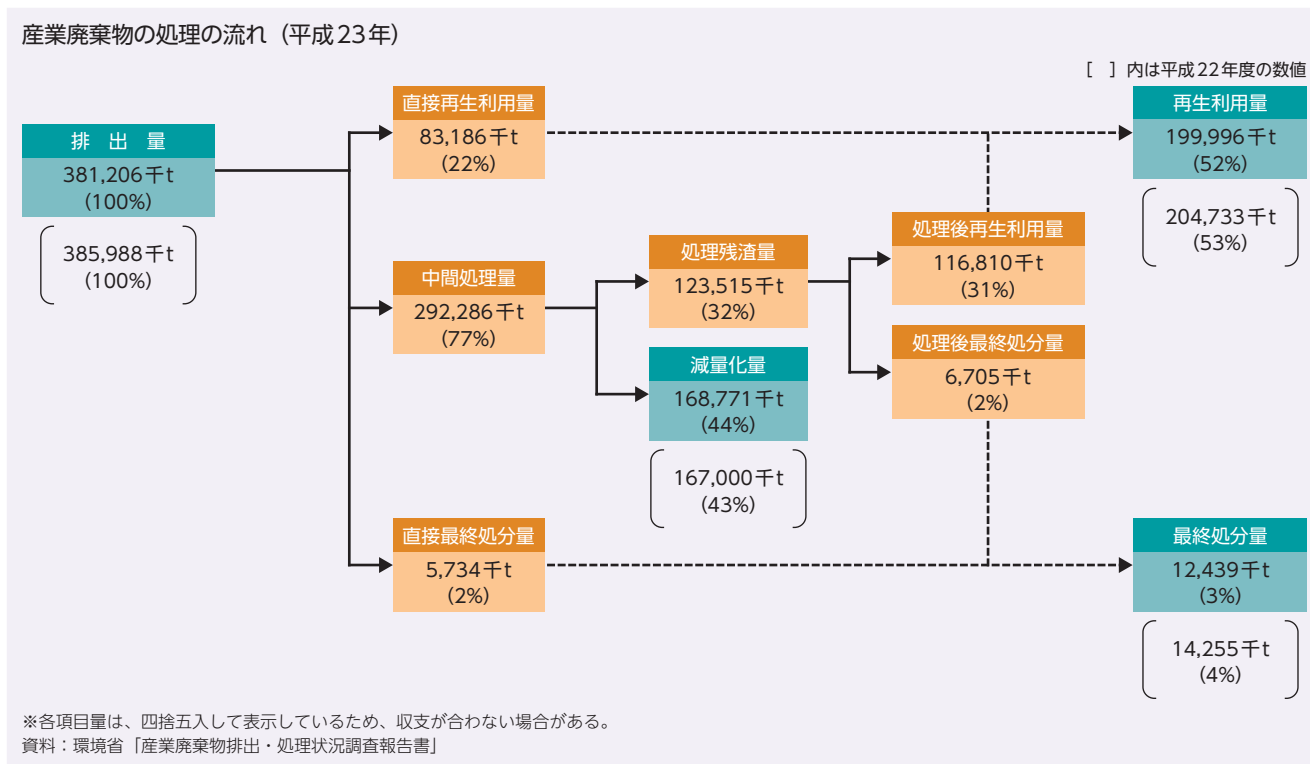 産業廃棄物の処理の流れ（平成23年）
［　］内は平成22年度の数値
排　出　量
381,206千t
（100%）
385,988千t
（100%）
直接再生利用量
83,186千t
（22%）
中間処理量
292,286千t
（77%）
直接最終処分量
5,734千t
（2%）
処理残渣量
123,515千t
（32%）
減量化量
168,771千t
（44%）
167,000千t
（43%）
処理後再生利用量
116,810千t
（31%）
処理後最終処分量
6,705千t
（2%）
再生利用量
199,996千t
（52%）
204,733千t
（53%）
最終処分量
12,439千t
（3%）
14,255千t
（4%）
※各項目量は、四捨五入して表示しているため、収支が合わない場合がある。
資料：環境省「産業廃棄物排出・処理状況調査報告書」